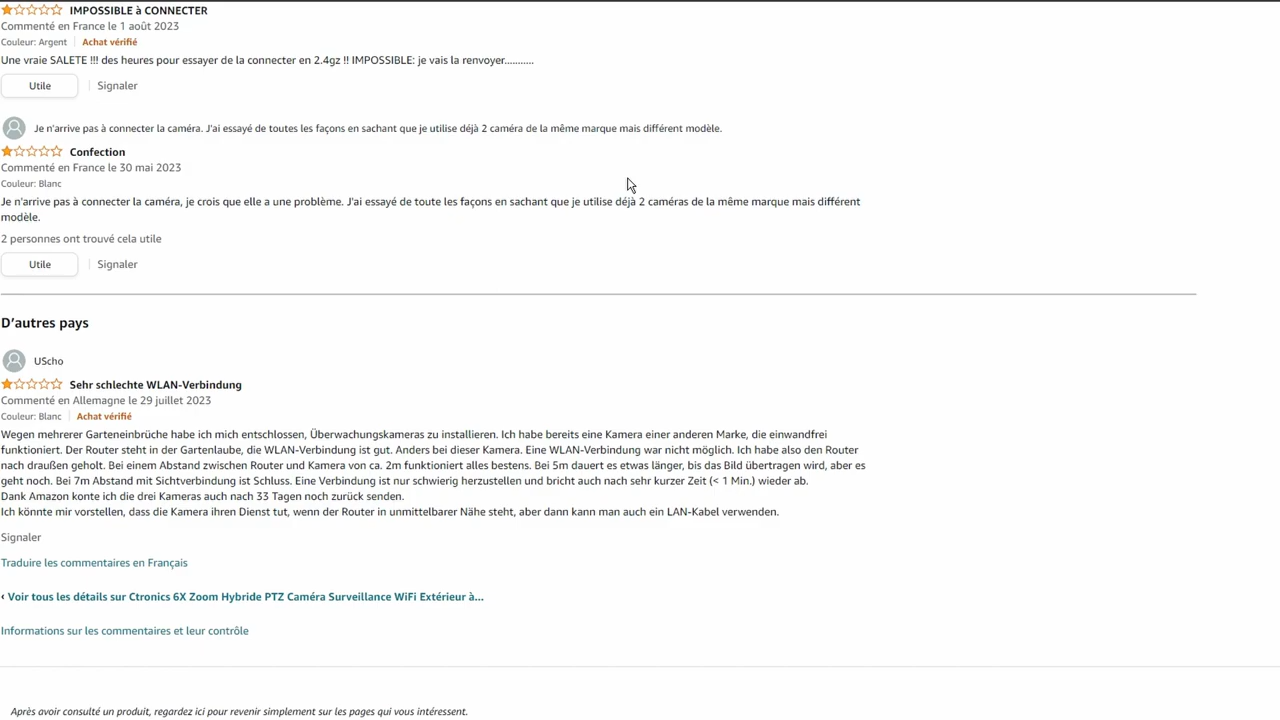 IMPOSSIBLE à CONNECTER
Commenté en France le 1 août 2023
Couleur: Argent | Achat vérifié
Une vraie SALETE !!! des heures pour essayer de la connecter en 2.4gz !! IMPOSSIBLE: je vais la renvoyer...........
Utile | Signaler
Je n'arrive pas à connecter la caméra. J'ai essayé de toutes les façons en sachant que je utilise déjà 2 caméra de la même marque mais différent modèle.
Confection
Commenté en France le 30 mai 2023
Couleur: Blanc
Je n'arrive pas à connecter la caméra, je crois que elle a une problème. J'ai essayé de toute les façons en sachant que je utilise déjà 2 caméras de la même marque mais différent
modèle.
2 personnes ont trouvé cela utile
Utile | Signaler
D'autres pays
UScho
Sehr schlechte WLAN-Verbindung
Commenté en Allemagne le 29 juillet 2023
Couleur: Blanc | Achat vérifié
Wegen mehrerer Garteneinbrüche habe ich mich entschlossen, Überwachungskameras zu installieren. Ich habe bereits eine Kamera einer anderen Marke, die einwandfrei
funktioniert. Der Router steht in der Gartenlaube, die WLAN-Verbindung ist gut. Anders bei dieser Kamera. Eine WLAN-Verbindung war nicht möglich. Ich habe also den Router
nach draußen geholt. Bei einem Abstand zwischen Router und Kamera von ca. 2m funktioniert alles bestens. Bei 5m dauert es etwas länger, bis das Bild übertragen wird, aber es
geht noch. Bei 7m Abstand mit Sichtverbindung ist Schluss. Eine Verbindung ist nur schwierig herzustellen und bricht auch nach sehr kurzer Zeit (< 1 Min.) wieder ab.
Dank Amazon konte ich die drei Kameras auch nach 33 Tagen noch zurück senden.
Ich könnte mir vorstellen, dass die Kamera ihren Dienst tut, wenn der Router in unmittelbarer Nähe steht, aber dann kann man auch ein LAN-Kabel verwenden.
Signaler
Traduire les commentaires en Français
‹ Voir tous les détails sur Ctronics 6X Zoom Hybride PTZ Caméra Surveillance WiFi Extérieur à...
Informations sur les commentaires et leur contrôle
Après avoir consulté un produit, regardez ici pour revenir simplement sur les pages qui vous intéressent.